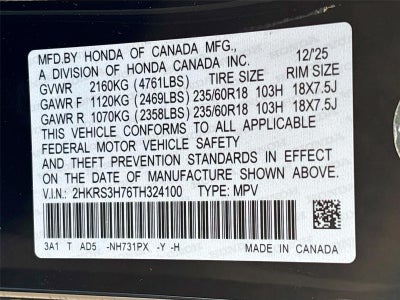 MFD.BY HONDA OF CANADA MFG.,
A DIVISION OF HONDA CANADA INC. 12/'25
GVWR 2160KG (4761LBS) TIRE SIZE RIM SIZE
GAWR F 1120KG (2469LBS) 235/60R18 103H 18X7.5J
GAWR R 1070KG (2358LBS) 235/60R18 103H 18X7.5J
THIS VEHICLE CONFORMS TO ALL APPLICABLE
FEDERAL MOTOR VEHICLE SAFETY
AND THEFT PREVENTION STANDARDS IN EFFECT
ON THE DATE OF MANUFACTURE SHOWN ABOVE.
V.I.N: 2HKRS3H76TH324100 TYPE: MPV
3A1 T AD5 -NH731PX -Y -H MADE IN CANADA